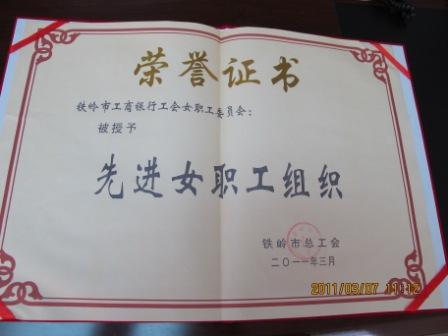 荣誉证书
铁岭市工商银行工会女职工委员会：
被授予
先进女职工组织
铁岭市总工会
二〇一一年三月
2011/03/07 11:12